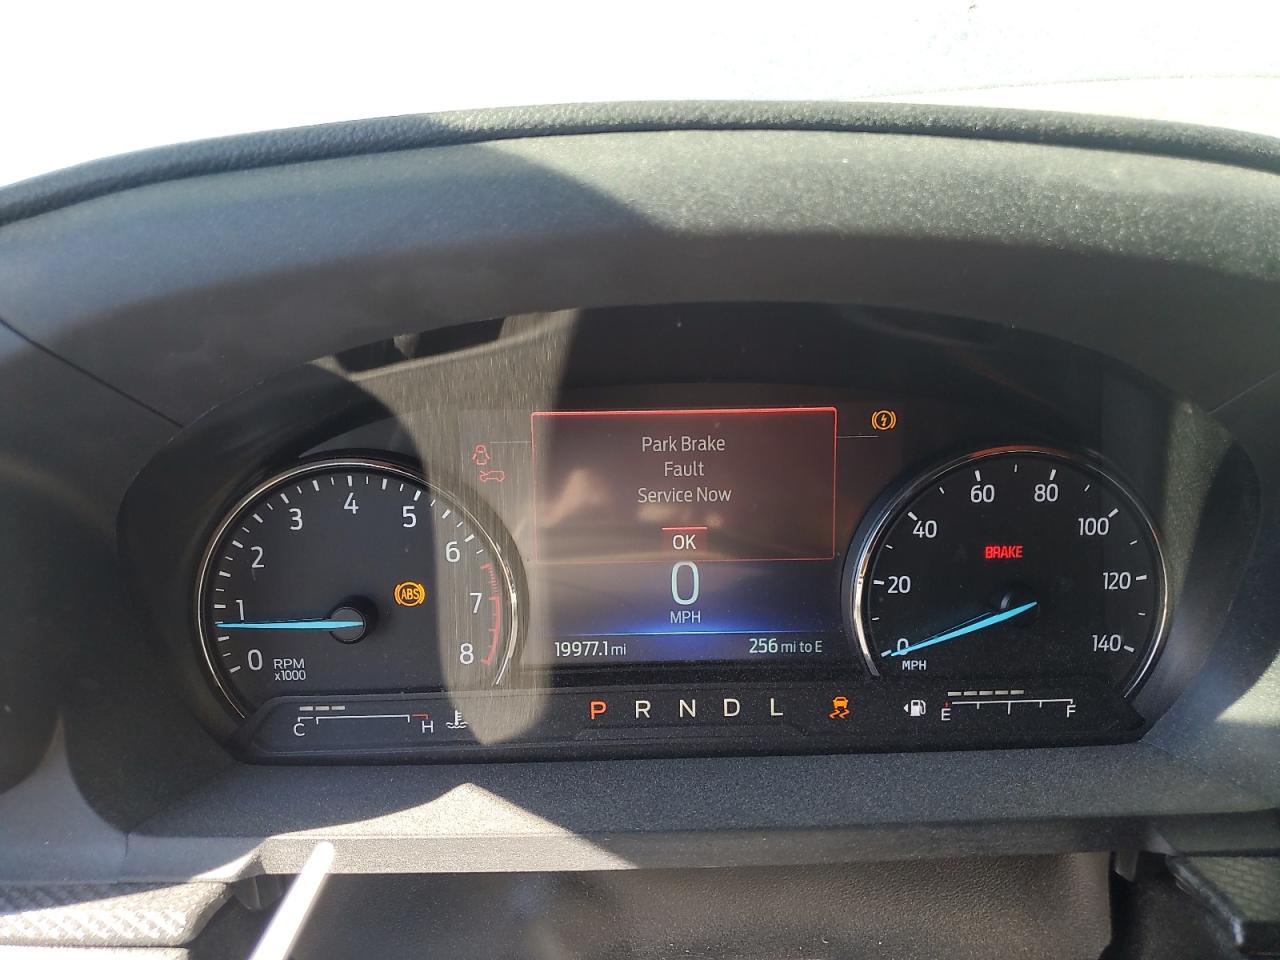 Park Brake
Fault
Service Now
OK
0
MPH
19977.1 mi
256 mi to E
0 1 2 3 4 5 6 7 8
RPM
x1000
ABS
C H
P R N D L
0 20 40 60 80 100 120 140
BRAKE
MPH
E F